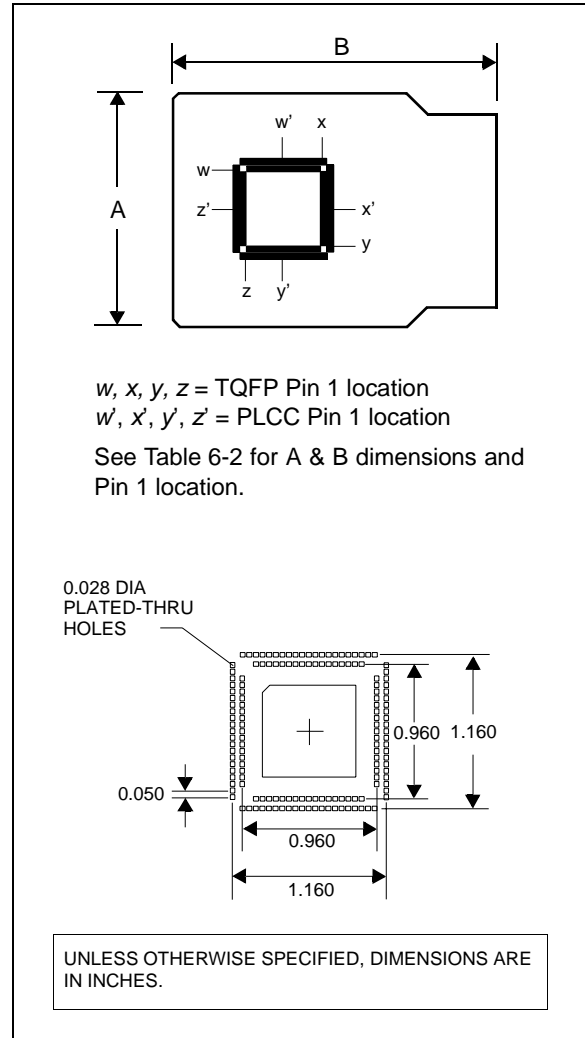 B
w' x
w
z' x'
A
y
z y'
w, x, y, z = TQFP Pin 1 location
w', x', y', z' = PLCC Pin 1 location
See Table 6-2 for A & B dimensions and
Pin 1 location.
0.028 DIA
PLATED-THRU
HOLES
0.960 1.160
0.050
0.960
1.160
UNLESS OTHERWISE SPECIFIED, DIMENSIONS ARE
IN INCHES.